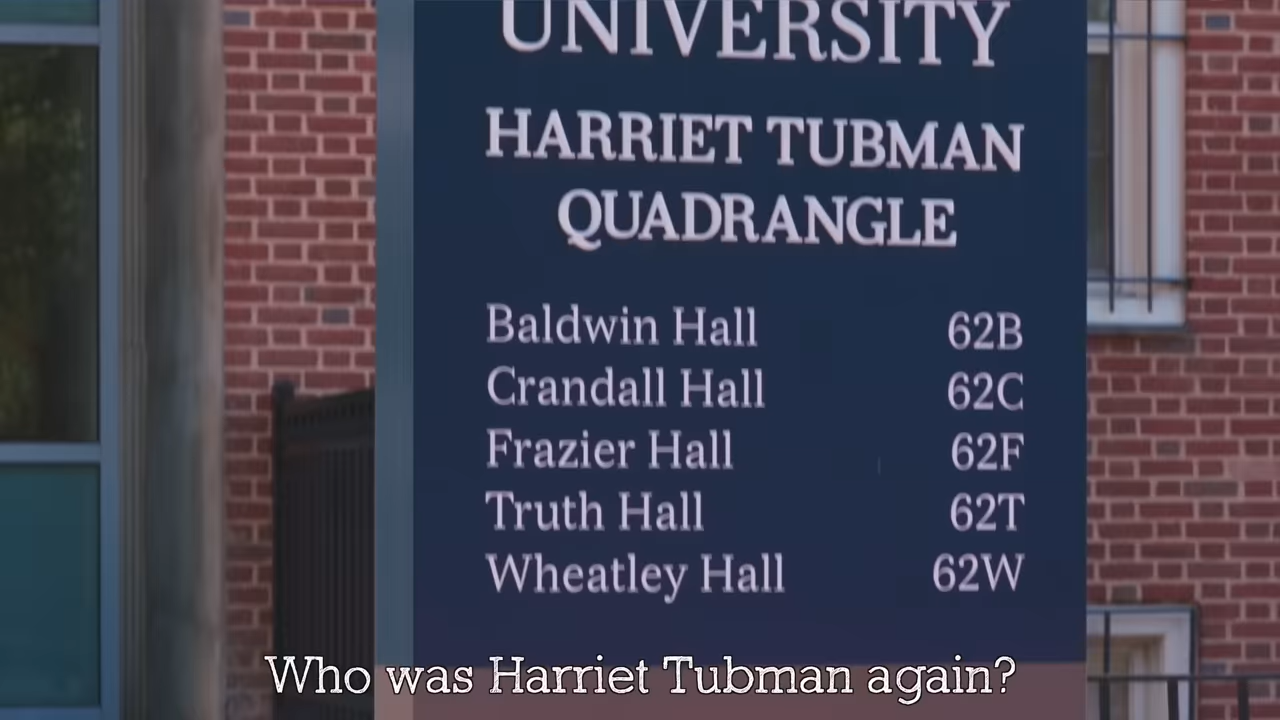 UNIVERSITY
HARRIET TUBMAN
QUADRANGLE
Baldwin Hall 62B
Crandall Hall 62C
Frazier Hall 62F
Truth Hall 62T
Wheatley Hall 62W
Who was Harriet Tubman again?